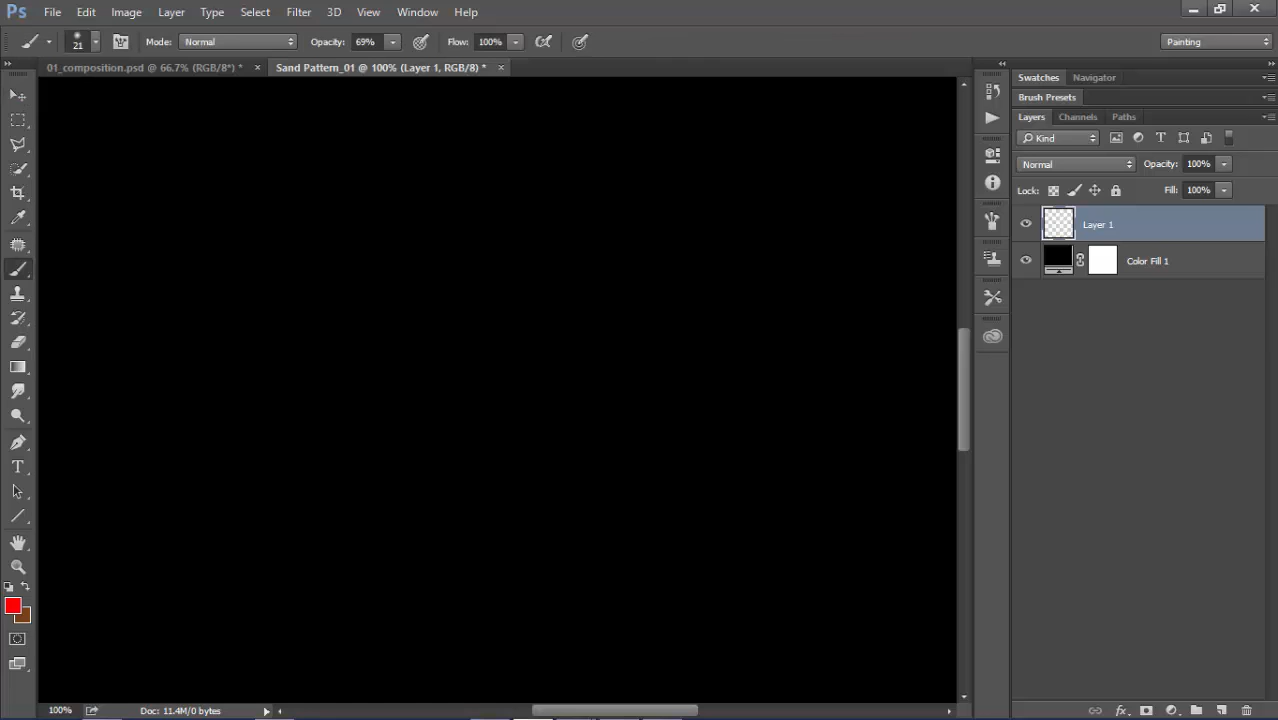 Ps File Edit Image Layer Type Select Filter 3D View Window Help
21 Mode: Normal Opacity: 69% Flow: 100% Painting
01_composition.psd @ 66.7% (RGB/8*) * × Sand Pattern_01 @ 100% (Layer 1, RGB/8) * ×
Swatches Navigator
Brush Presets
Layers Channels Paths
Kind
Normal Opacity: 100%
Lock: Fill: 100%
Layer 1
Color Fill 1
100% Doc: 11.4M/0 bytes